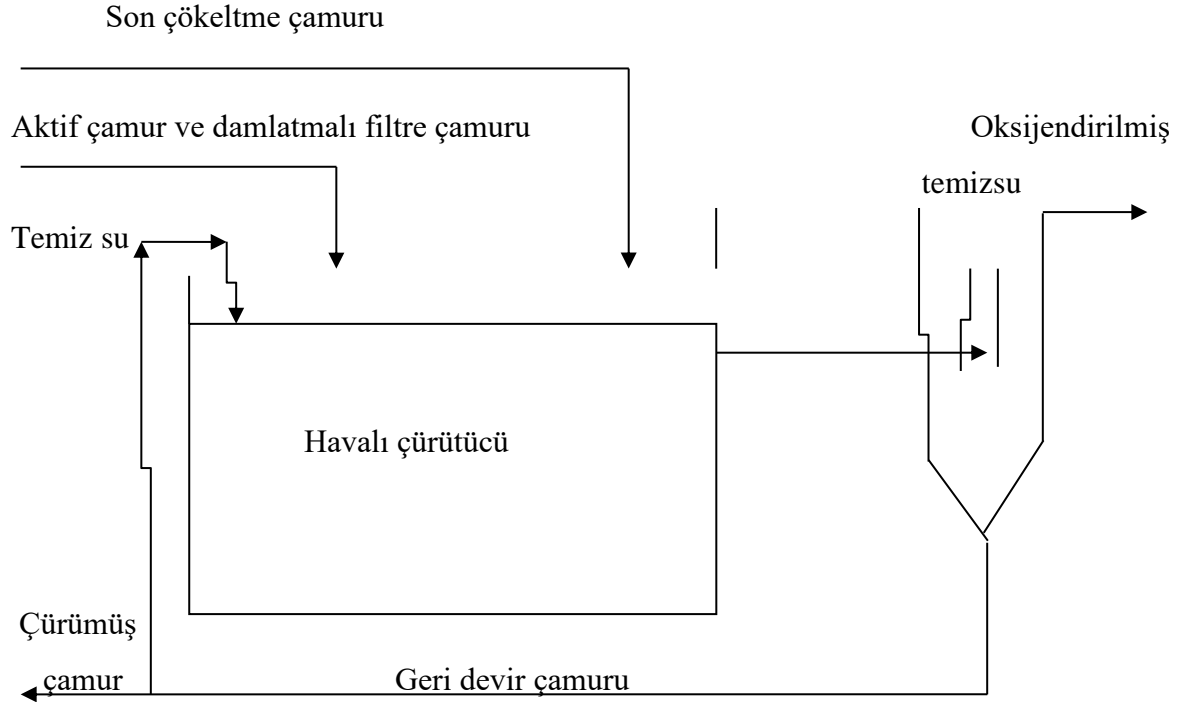 Son çökeltme çamuru
Aktif çamur ve damlatmalı filtre çamuru
Oksijendirilmiş
temizsu
Temiz su
Havalı çürütücü
Çürümüş
çamur
Geri devir çamuru